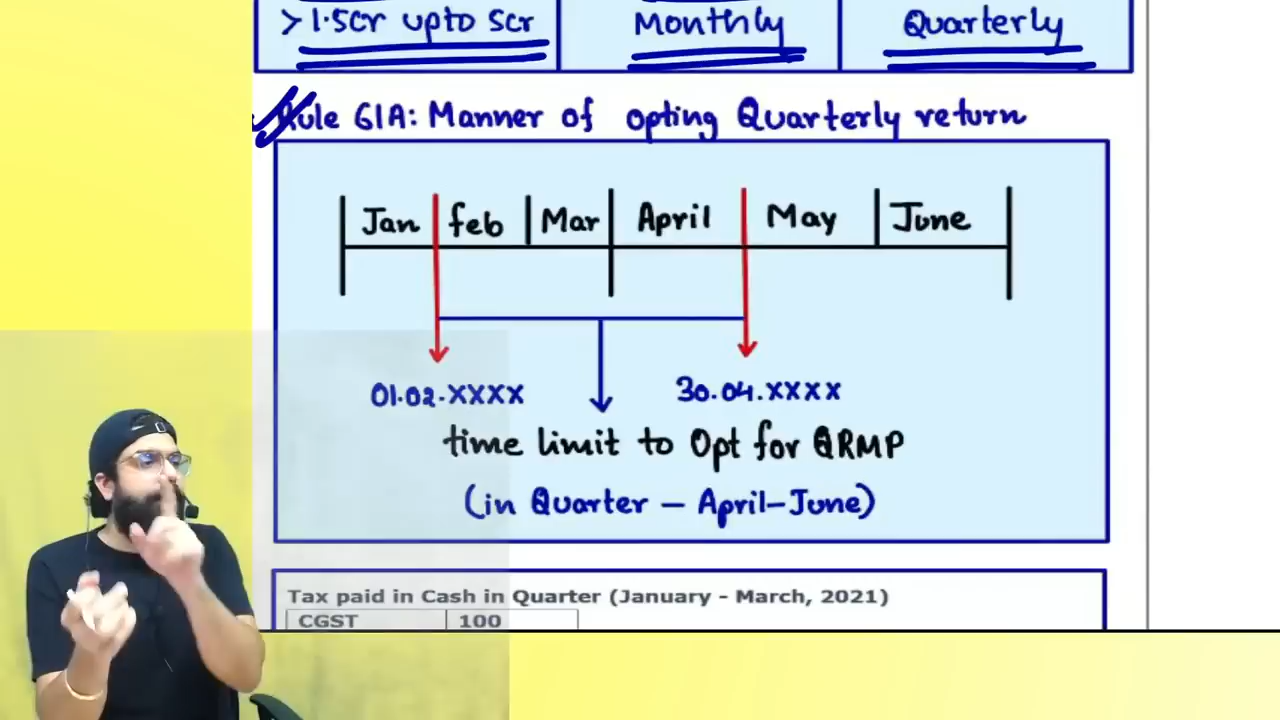 >1.5cr upto 5cr Monthly Quarterly
Rule 61A: Manner of opting Quarterly return
Jan feb Mar April May June
01.02.XXXX 30.04.XXXX
time limit to Opt for QRMP
(in Quarter – April-June)
Tax paid in Cash in Quarter (January - March, 2021)
CGST 100